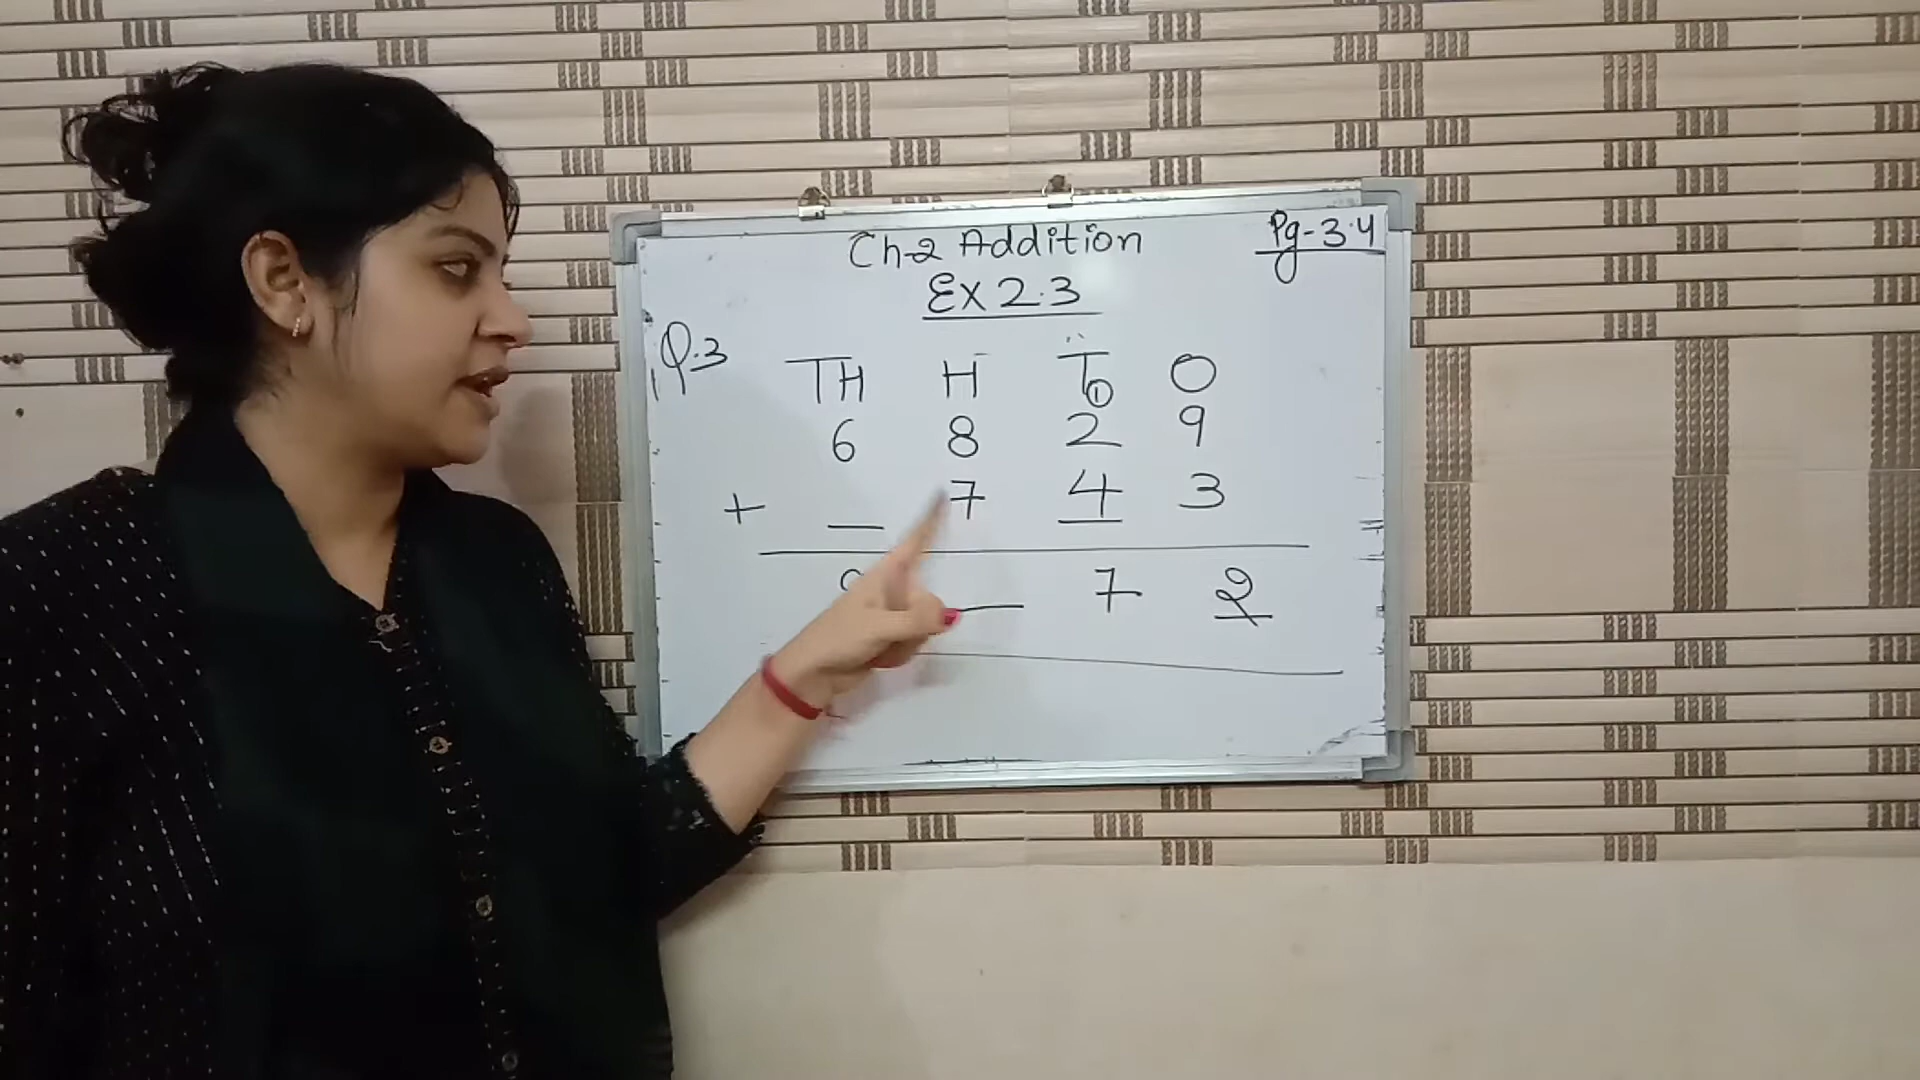 Ch-2 Addition
Pg-3.4
Ex 2.3
Q.3
TH H T O
1
6 8 2 9
+ _ 7 4 3
_ 7 2